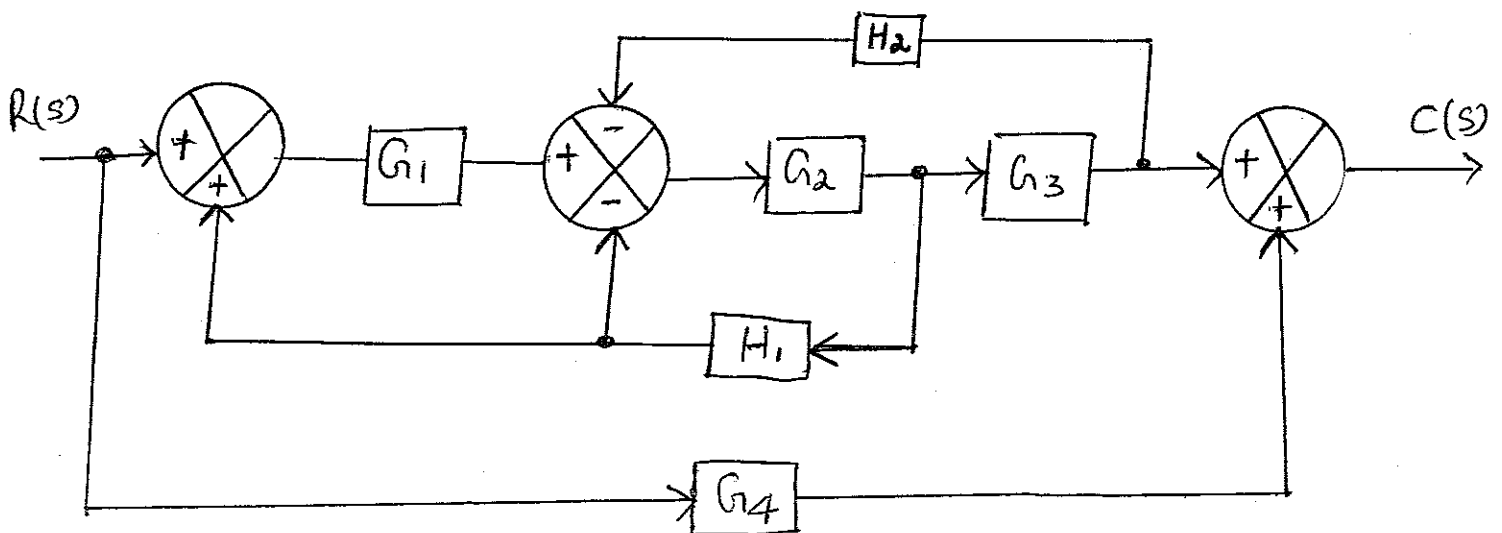 H2
R(S)
C(S)
+
+
G1
+
-
-
G2
G3
+
+
H1
G4